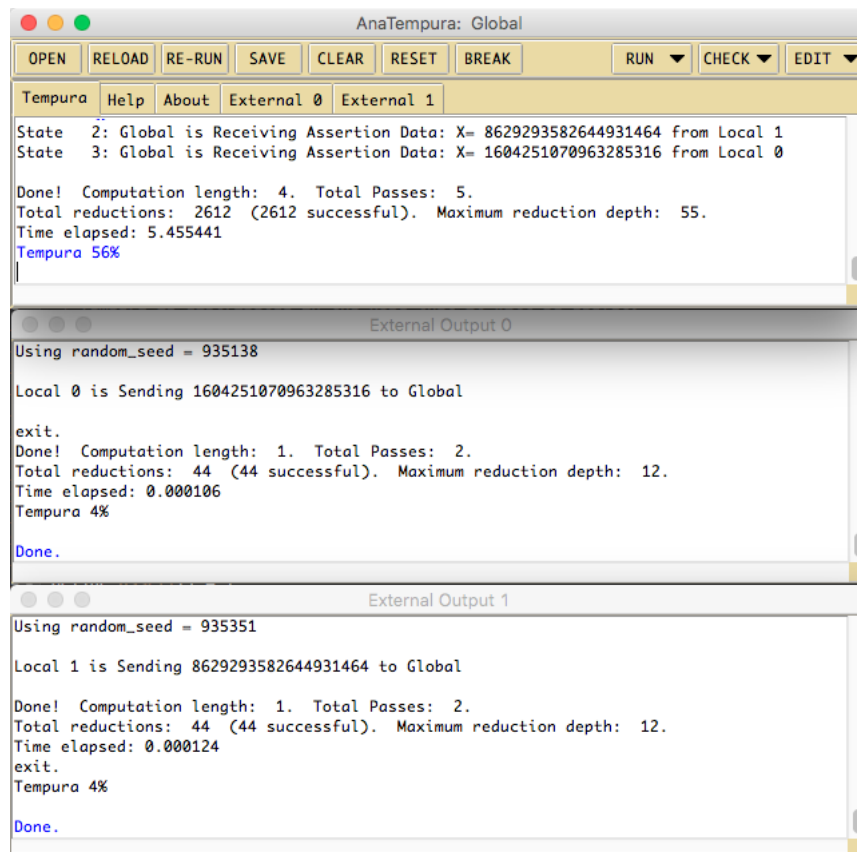 AnaTempura: Global
OPEN RELOAD RE-RUN SAVE CLEAR RESET BREAK RUN CHECK EDIT
Tempura Help About External 0 External 1
State 2: Global is Receiving Assertion Data: X= 8629293582644931464 from Local 1
State 3: Global is Receiving Assertion Data: X= 1604251070963285316 from Local 0
Done! Computation length: 4. Total Passes: 5.
Total reductions: 2612 (2612 successful). Maximum reduction depth: 55.
Time elapsed: 5.455441
Tempura 56%
External Output 0
Using random_seed = 935138
Local 0 is Sending 1604251070963285316 to Global
exit.
Done! Computation length: 1. Total Passes: 2.
Total reductions: 44 (44 successful). Maximum reduction depth: 12.
Time elapsed: 0.000106
Tempura 4%
Done.
External Output 1
Using random_seed = 935351
Local 1 is Sending 8629293582644931464 to Global
Done! Computation length: 1. Total Passes: 2.
Total reductions: 44 (44 successful). Maximum reduction depth: 12.
Time elapsed: 0.000124
exit.
Tempura 4%
Done.